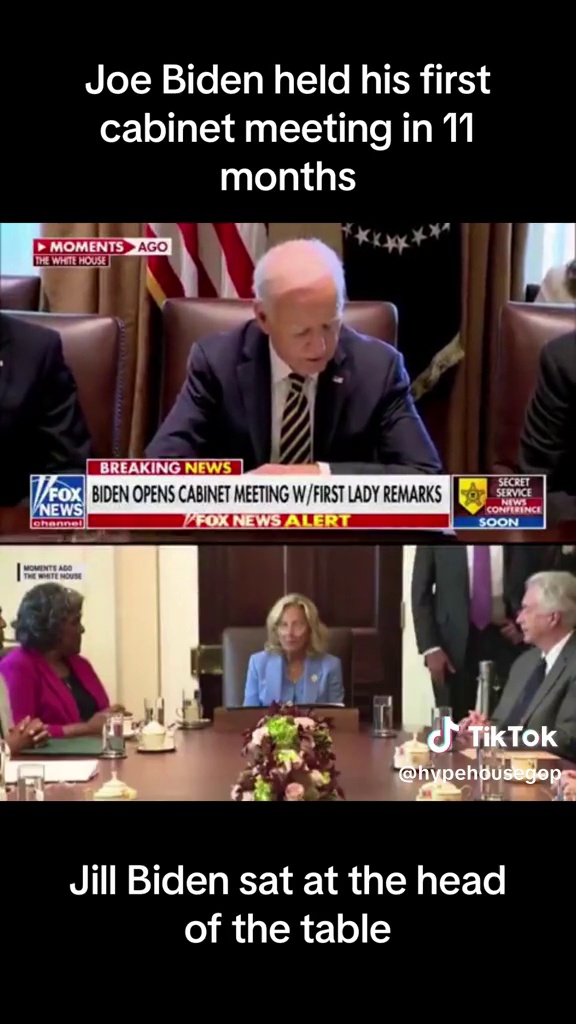 Joe Biden held his first
cabinet meeting in 11
months
MOMENTS AGO
THE WHITE HOUSE
BREAKING NEWS
FOX
NEWS
channel
BIDEN OPENS CABINET MEETING W/FIRST LADY REMARKS
FOX NEWS ALERT
SECRET
SERVICE
NEWS
CONFERENCE
SOON
MOMENTS AGO
THE WHITE HOUSE
TikTok
@hypehousegop
Jill Biden sat at the head
of the table